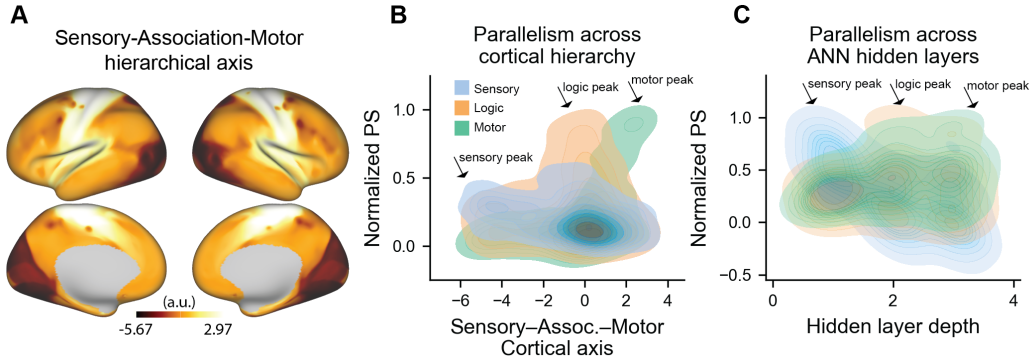 A
Sensory-Association-Motor
hierarchical axis
(a.u.)
-5.67
2.97
B
Parallelism across
cortical hierarchy
Sensory
Logic
Motor
logic peak
motor peak
sensory peak
Normalized PS
1.0
0.5
0.0
−6
−4
−2
0
2
4
Sensory–Assoc.–Motor
Cortical axis
C
Parallelism across
ANN hidden layers
sensory peak
logic peak
motor peak
Normalized PS
1.0
0.5
0.0
−0.5
0
2
4
Hidden layer depth